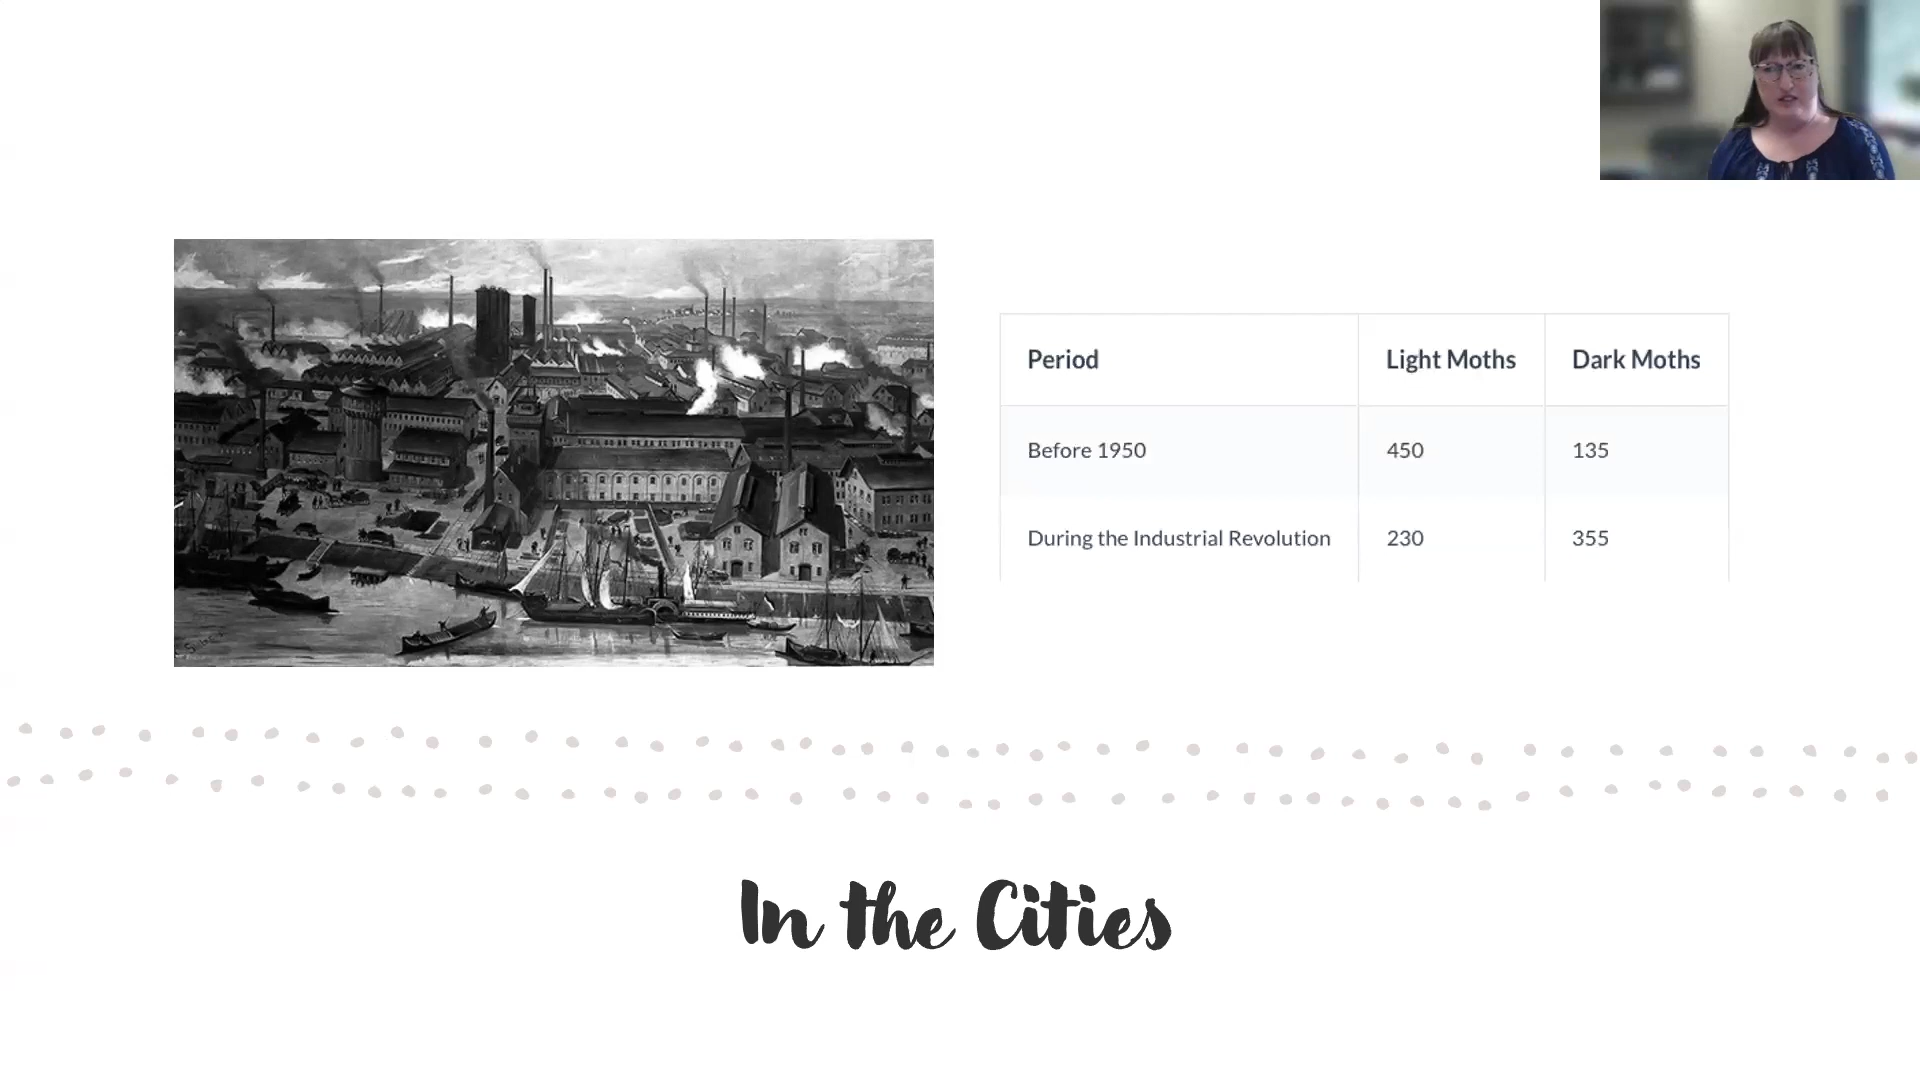 Period Light Moths Dark Moths
Before 1950 450 135
During the Industrial Revolution 230 355
In the Cities